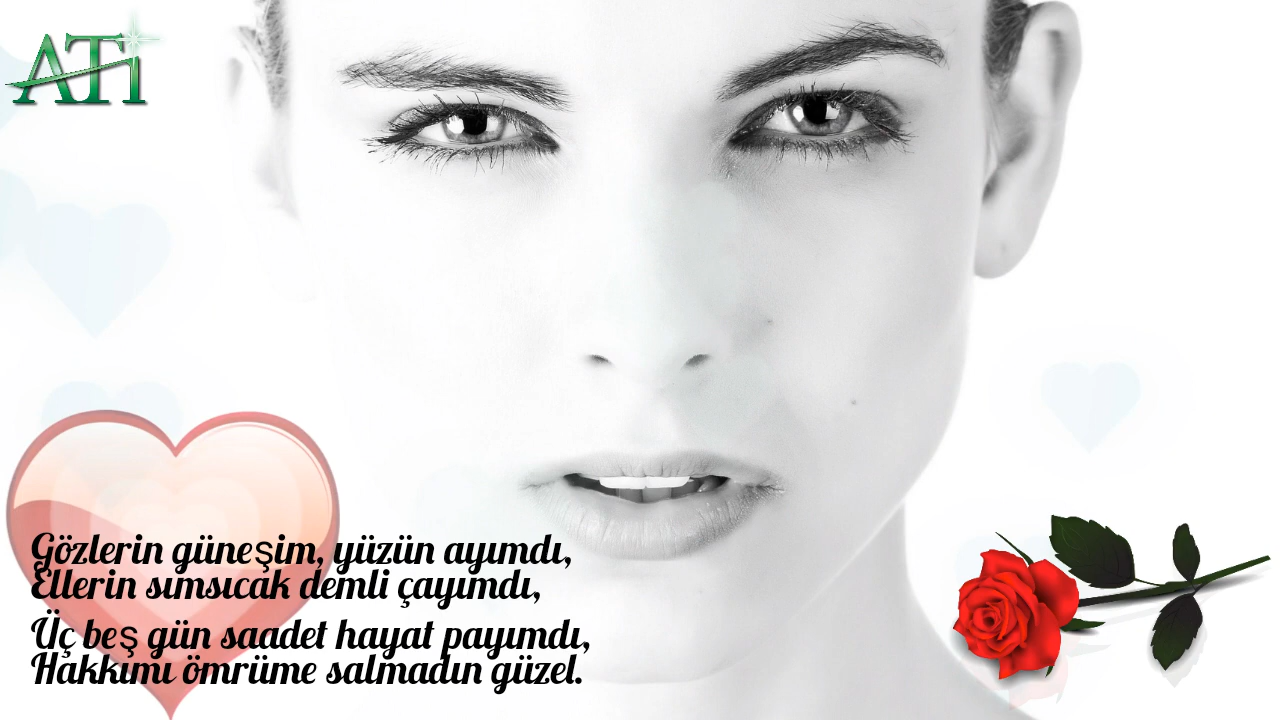 ATi
Gözlerin güneşim, yüzün ayımdı,
Ellerin sımsıcak demli çayımdı,
Üç beş gün saadet hayat payımdı,
Hakkımı ömrüme salmadın güzel.